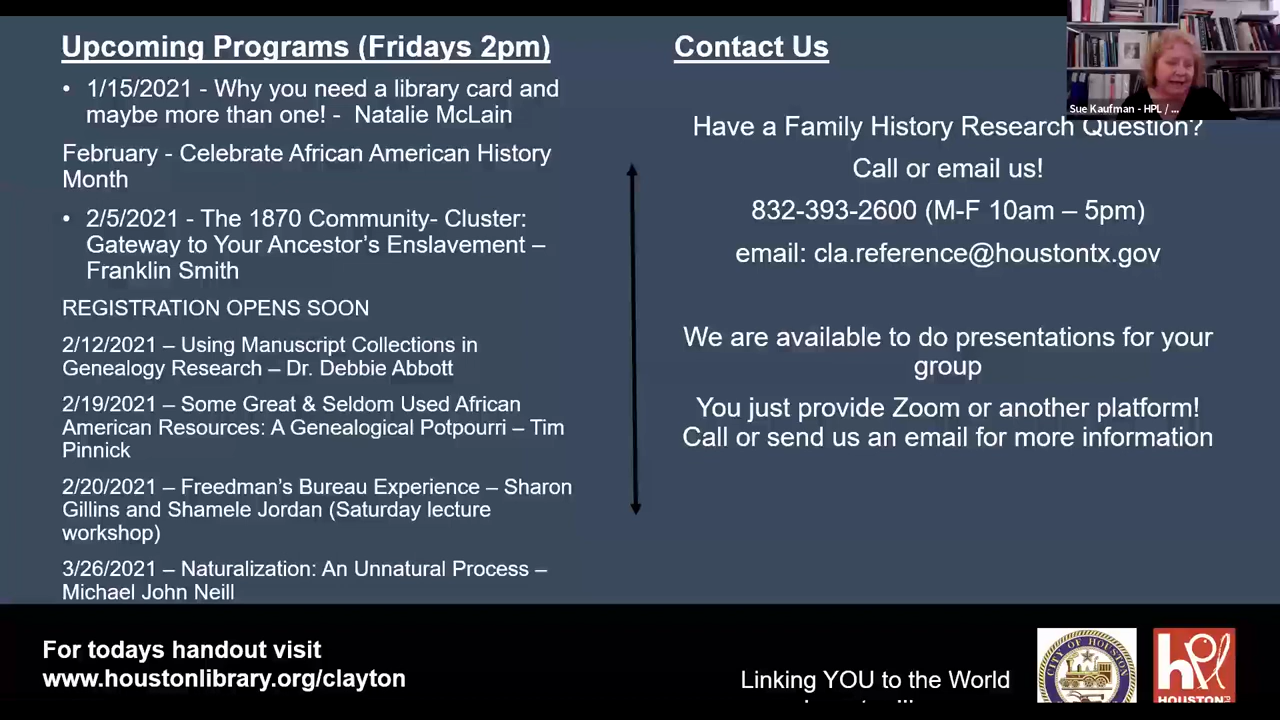 Upcoming Programs (Fridays 2pm)
• 1/15/2021 - Why you need a library card and
maybe more than one! - Natalie McLain
February - Celebrate African American History
Month
• 2/5/2021 - The 1870 Community- Cluster:
Gateway to Your Ancestor’s Enslavement –
Franklin Smith
REGISTRATION OPENS SOON
2/12/2021 – Using Manuscript Collections in
Genealogy Research – Dr. Debbie Abbott
2/19/2021 – Some Great & Seldom Used African
American Resources: A Genealogical Potpourri – Tim
Pinnick
2/20/2021 – Freedman’s Bureau Experience – Sharon
Gillins and Shamele Jordan (Saturday lecture
workshop)
3/26/2021 – Naturalization: An Unnatural Process –
Michael John Neill
Contact Us
Sue Kaufman - HPL / ...
Have a Family History Research Question?
Call or email us!
832-393-2600 (M-F 10am – 5pm)
email: cla.reference@houstontx.gov
We are available to do presentations for your
group
You just provide Zoom or another platform!
Call or send us an email for more information
For todays handout visit
www.houstonlibrary.org/clayton
Linking YOU to the World
CITY OF HOUSTON
hpl
HOUSTON